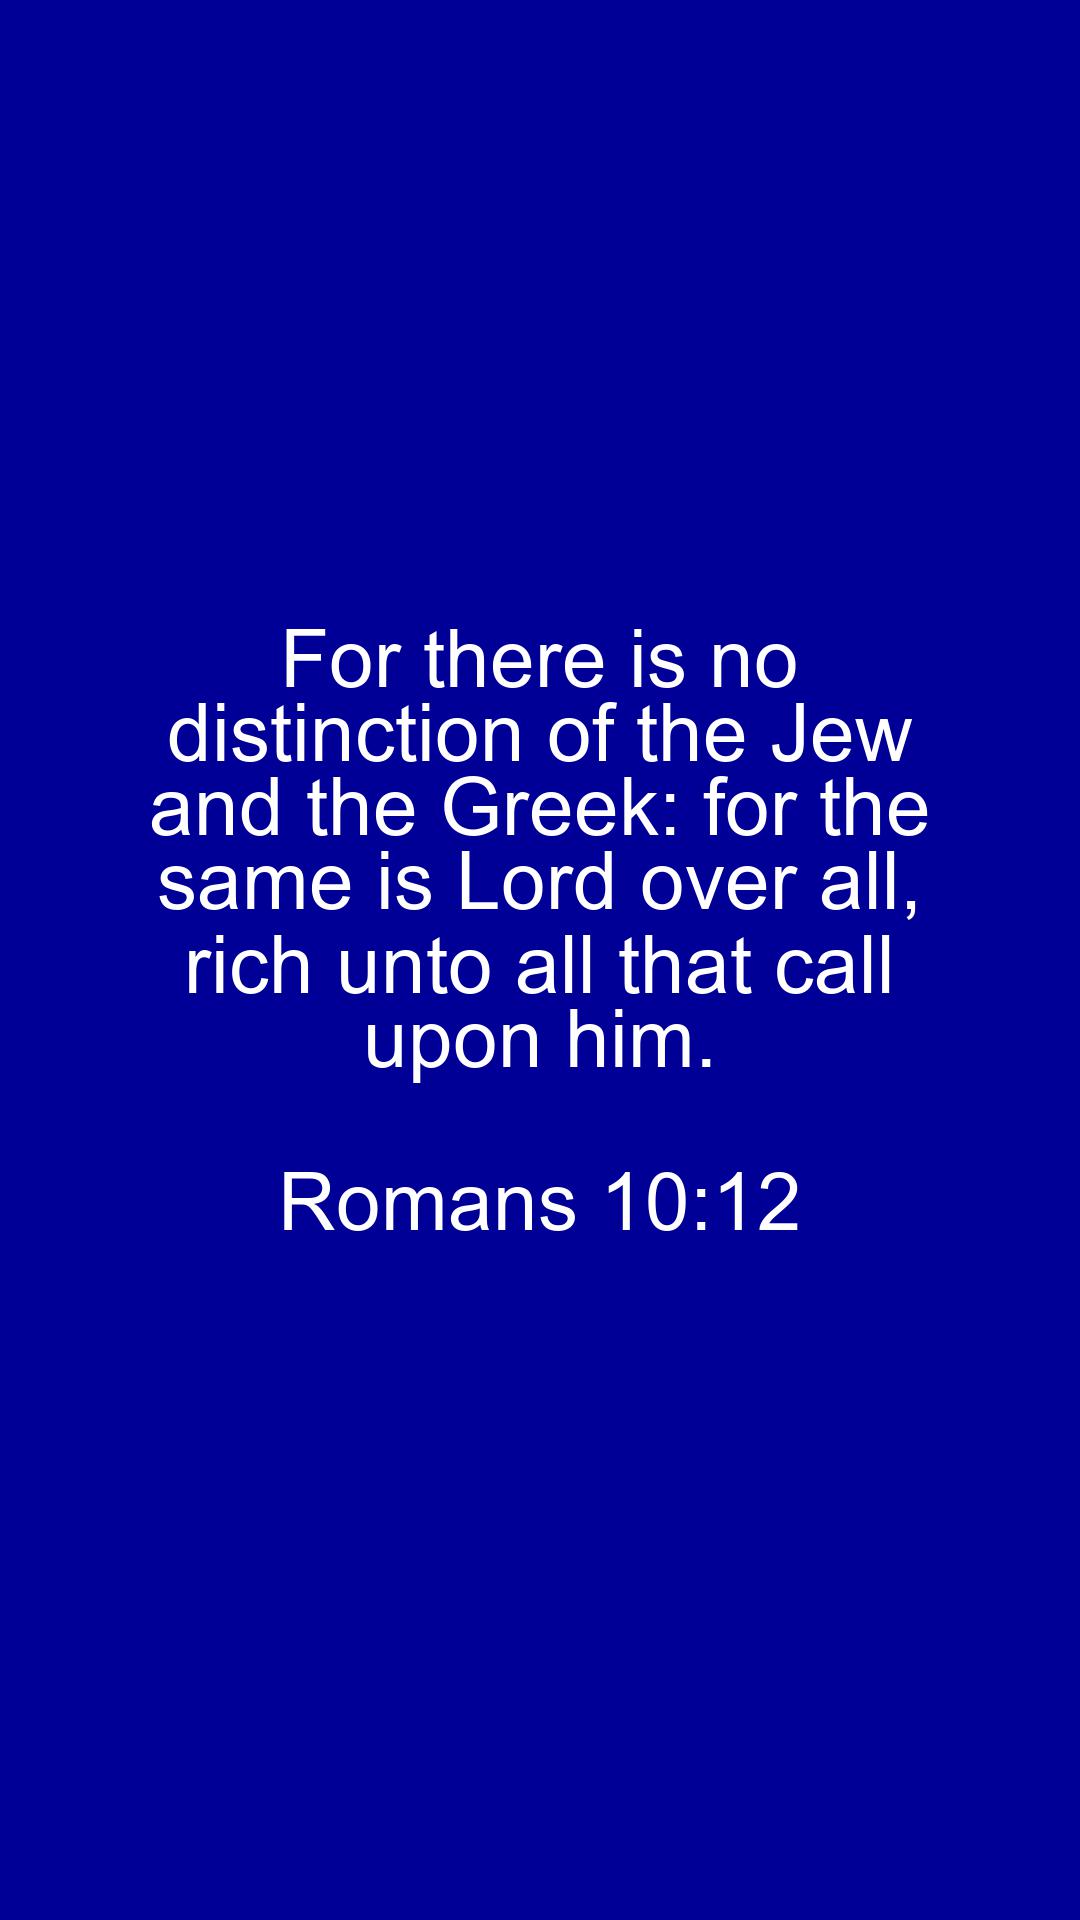 For there is no
distinction of the Jew
and the Greek: for the
same is Lord over all,
rich unto all that call
upon him.
Romans 10:12